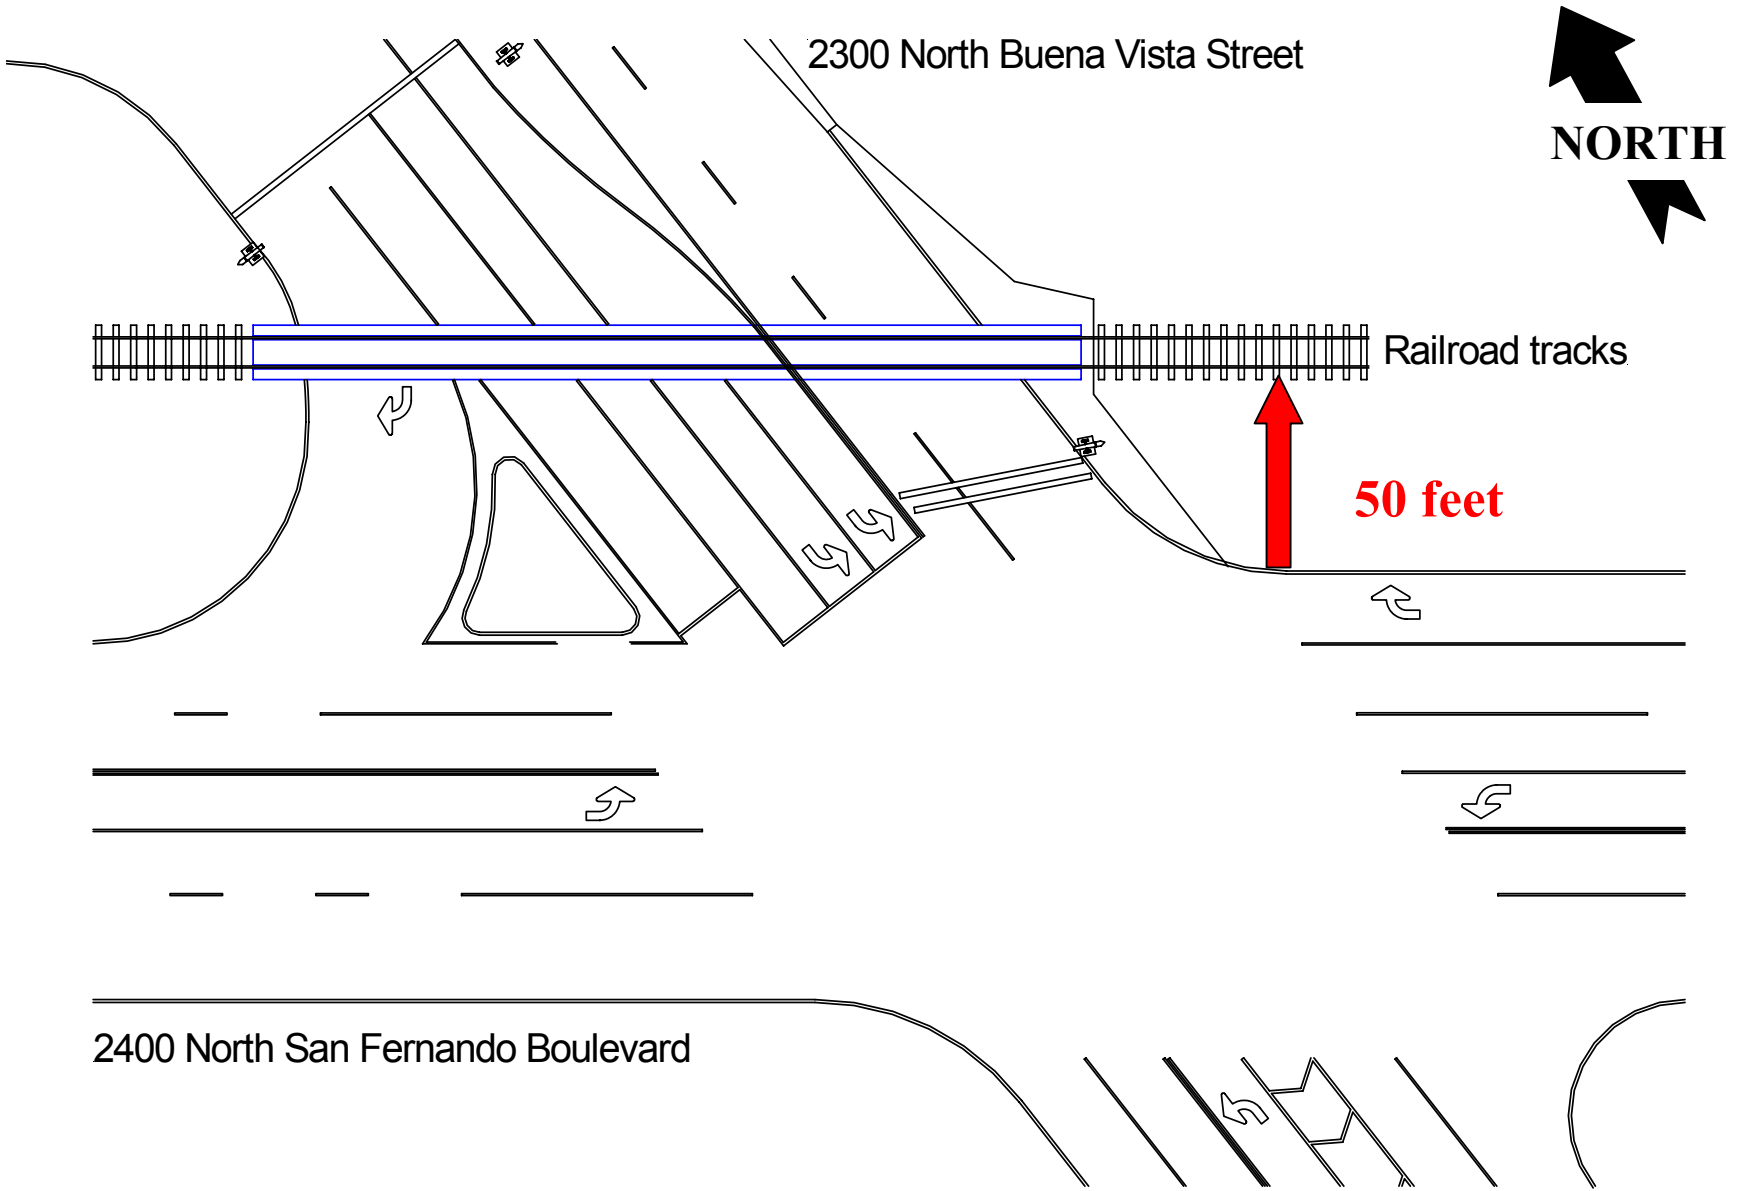 2300 North Buena Vista Street
NORTH
Railroad tracks
50 feet
2400 North San Fernando Boulevard